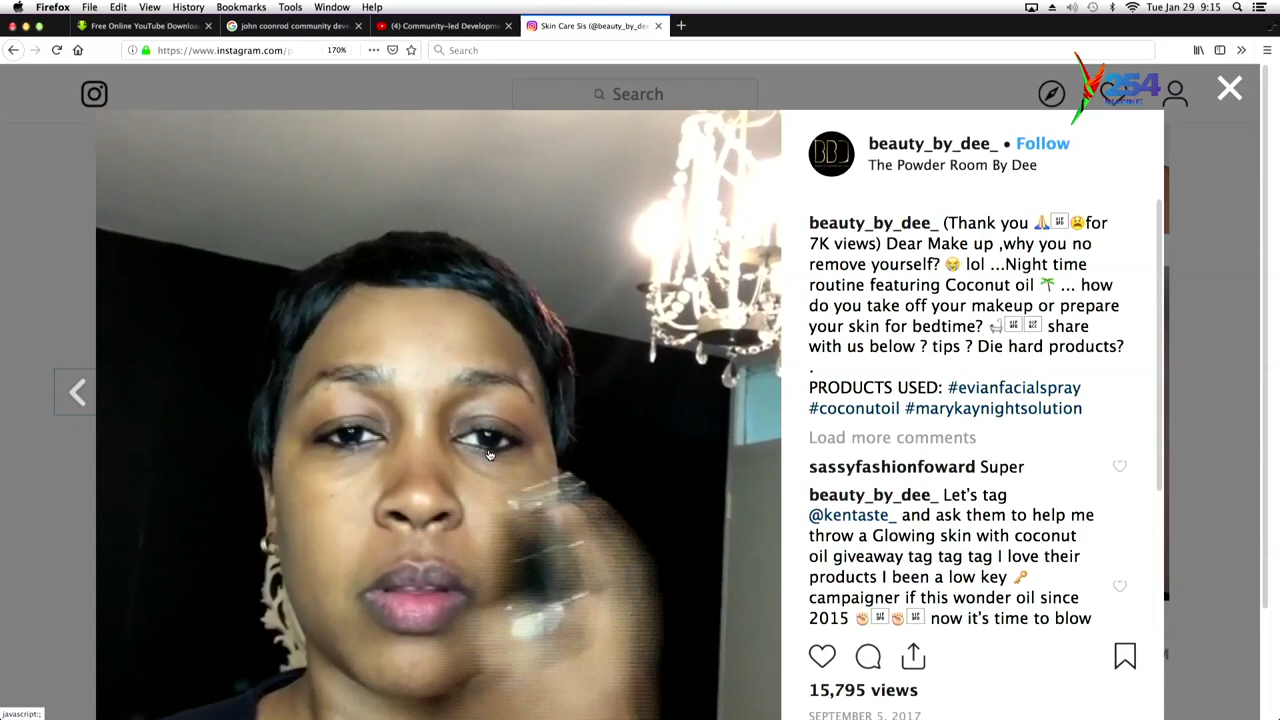 Firefox File Edit View History Bookmarks Tools Window Help Tue Jan 29 9:15
Free Online YouTube Downloa
john coonrod community deve
(4) Community-led Developm
Skin Care Sis (@beauty_by_de
https://www.instagram.com/p
170%
Search
Search
254
beauty_by_dee_ • Follow
The Powder Room By Dee
beauty_by_dee_ (Thank you 🙏😫for
7K views) Dear Make up ,why you no
remove yourself? 😭 lol ...Night time
routine featuring Coconut oil 🌴 ... how
do you take off your makeup or prepare
your skin for bedtime? 🛀 share
with us below ? tips ? Die hard products?
.
PRODUCTS USED: #evianfacialspray
#coconutoil #marykaynightsolution
Load more comments
sassyfashionfoward Super
beauty_by_dee_ Let's tag
@kentaste_ and ask them to help me
throw a Glowing skin with coconut
oil giveaway tag tag tag I love their
products I been a low key 🔑
campaigner if this wonder oil since
2015 ✊✊ now it's time to blow
15,795 views
SEPTEMBER 5, 2017
javascript:;